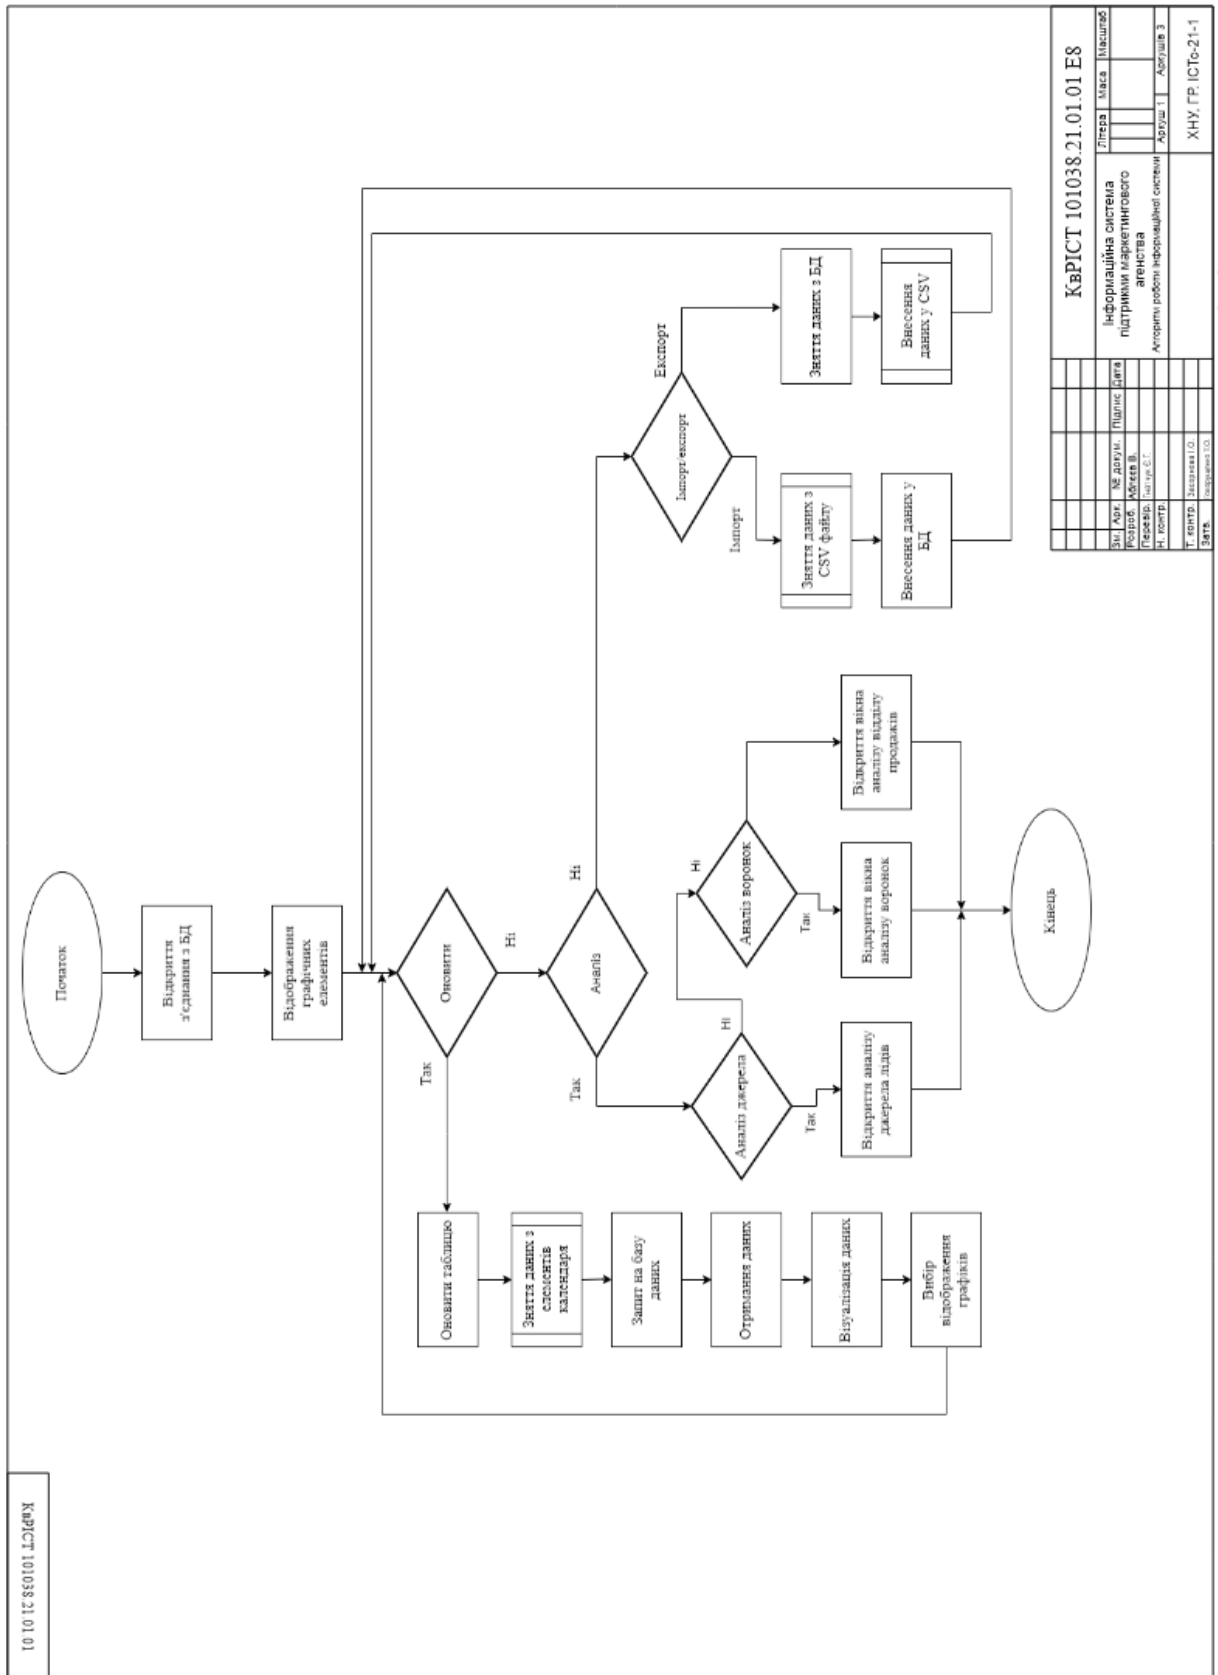 Початок
Відкриття
з'єднання з БД
Відображення
графічних
елементів
Оновити
Так
Ні
Оновити таблицю
Зняття даних з
елементів
календаря
Запит на базу
даних
Отримання даних
Візуалізація даних
Вибір
відображення
графіків
Аналіз
Так
Ні
Аналіз джерела
Так
Ні
Відкриття аналізу
джерела лідів
Аналіз воронок
Так
Ні
Відкриття вікна
аналізу воронок
Відкриття вікна
аналізу відділу
продажів
Кінець
Імпорт/експорт
Імпорт
Експорт
Зняття даних з
CSV файлу
Внесення даних у
БД
Зняття даних з БД
Внесення
даних у CSV
КвРІСТ 101038.21.01.01 Е8
Інформаційна система
підтрикми маркетингового
агенства
Алгоритм роботи інформаційної системи
Літера Маса Масштаб
Аркуш 1 Аркушів 3
ХНУ. ГР. ІСТс-21-1
Зм. Арк. № докум. Підпис Дата
Розроб.
Перевір.
Н. контр.
Т. контр.
Затв.
КвРІСТ 101038.21.01.01